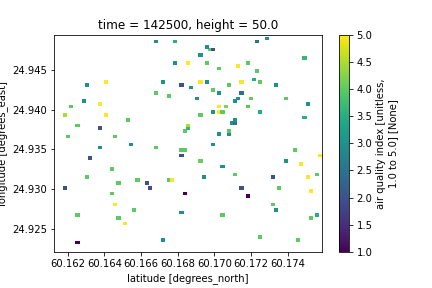 time = 142500, height = 50.0
24.945
24.940
24.935
24.930
24.925
longitude [degrees_east]
60.162 60.164 60.166 60.168 60.170 60.172 60.174
latitude [degrees_north]
5.0
4.5
4.0
3.5
3.0
2.5
2.0
1.5
1.0
air quality index [unitless,
1.0 to 5.0] [None]